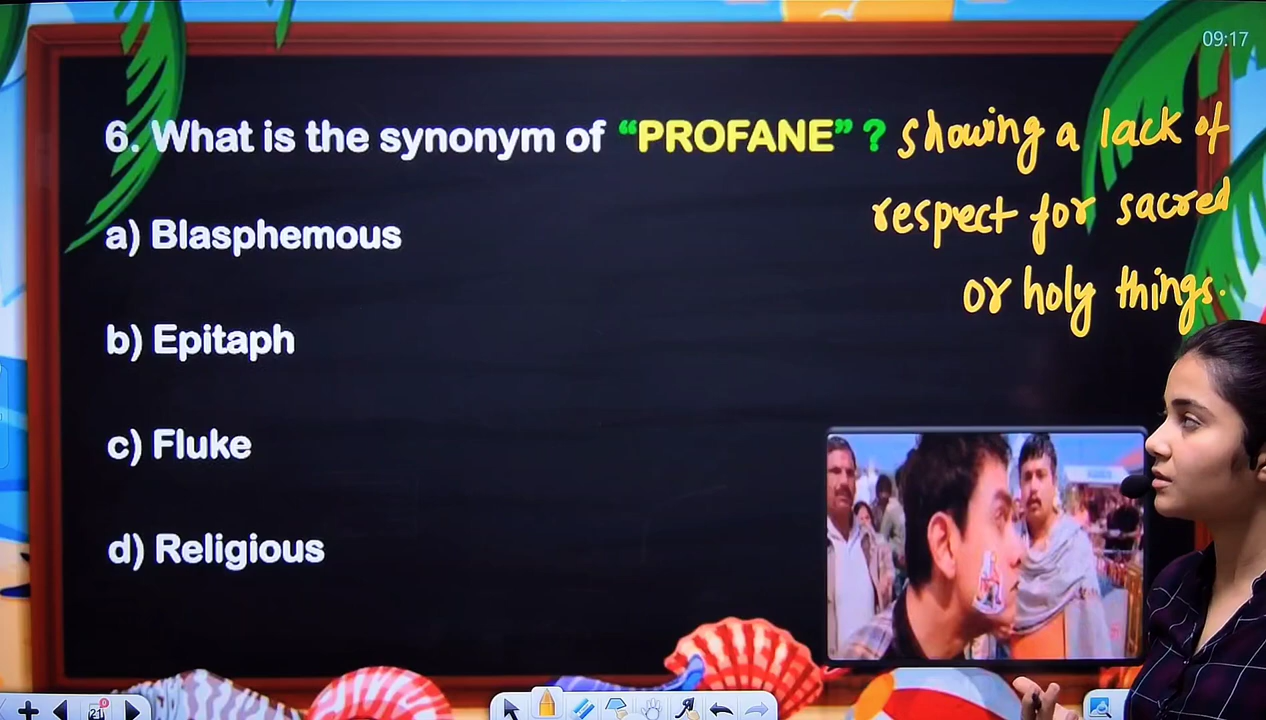 09:17
6. What is the synonym of “PROFANE” ? showing a lack of
respect for sacred
or holy things.
a) Blasphemous
b) Epitaph
c) Fluke
d) Religious
21